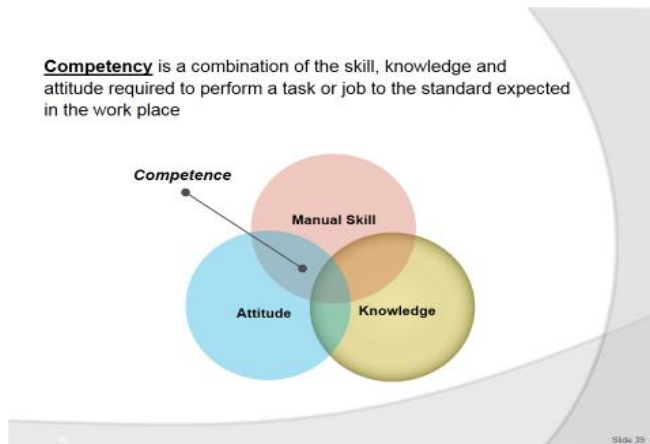 Competency is a combination of the skill, knowledge and
attitude required to perform a task or job to the standard expected
in the work place
Competence
Manual Skill
Attitude
Knowledge
Slide 39